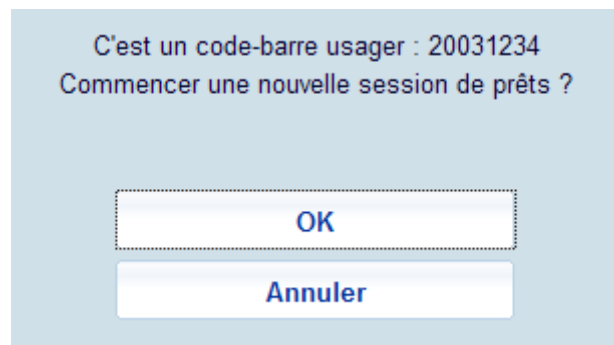 C'est un code-barre usager : 20031234
Commencer une nouvelle session de prêts ?
OK
Annuler